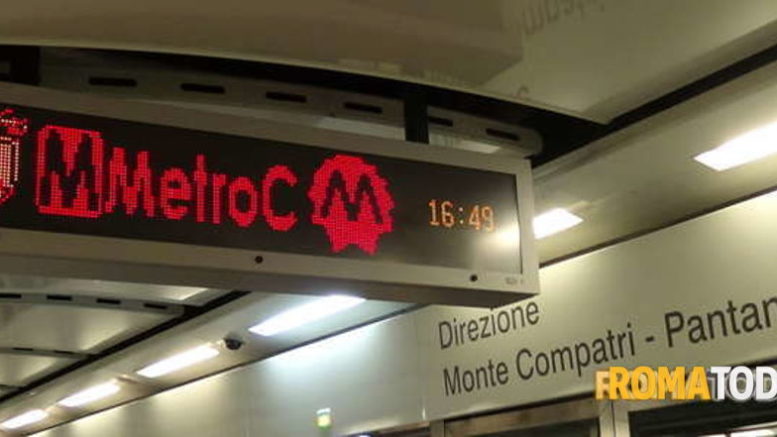 M MetroC M 16:49
Direzione
Monte Compatri - Pantan
ROMATOD